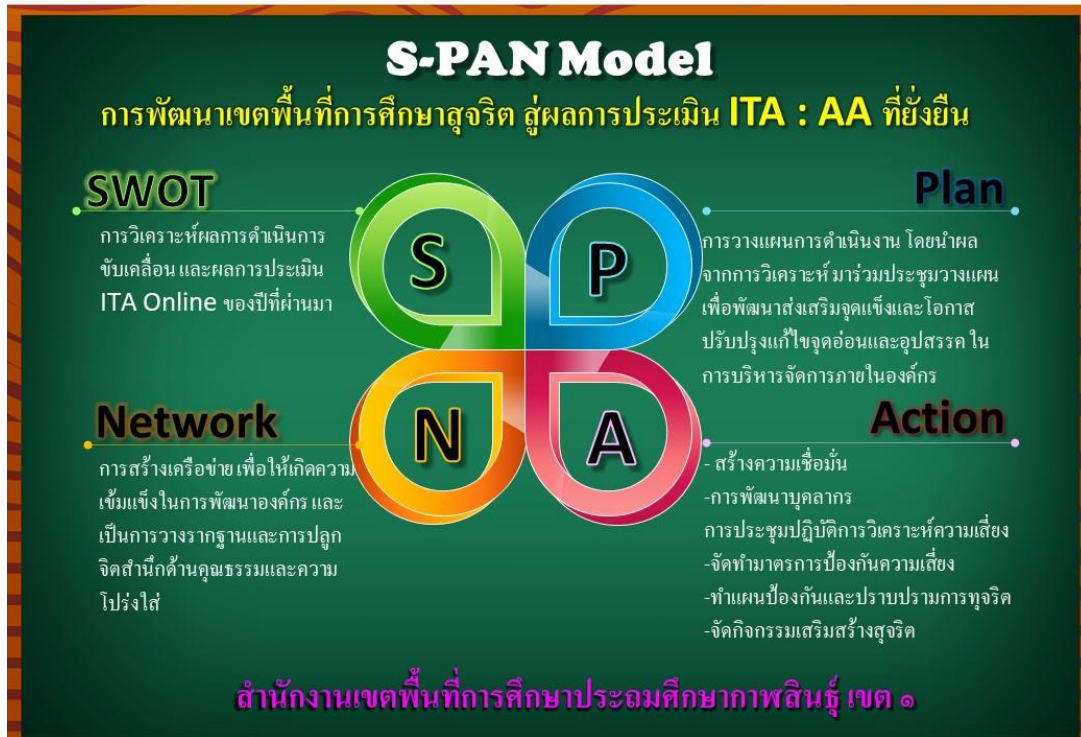 S-PAN Model
การพัฒนาเขตพื้นที่การศึกษาสุจริต สู่ผลการประเมิน ITA : AA ที่ยั่งยืน
SWOT
การวิเคราะห์ผลการดำเนินการ
ขับเคลื่อน และผลการประเมิน
ITA Online ของปีที่ผ่านมา
S
P
Plan
การวางแผนการดำเนินงาน โดยนำผล
จากการวิเคราะห์ มาร่วมประชุมวางแผน
เพื่อพัฒนาส่งเสริมจุดแข็งและโอกาส
ปรับปรุงแก้ไขจุดอ่อนและอุปสรรค ใน
การบริหารจัดการภายในองค์กร
Network
การสร้างเครือข่าย เพื่อให้เกิดความ
เข้มแข็งในการพัฒนาองค์กร และ
เป็นการวางรากฐานและการปลูก
จิตสำนึกด้านคุณธรรมและความ
โปร่งใส่
N
A
Action
- สร้างความเชื่อมั่น
-การพัฒนาบุคลากร
การประชุมปฏิบัติการวิเคราะห์ความเสี่ยง
-จัดทำมาตรการป้องกันความเสี่ยง
-ทำแผนป้องกันและปราบปรามการทุจริต
-จัดกิจกรรมเสริมสร้างสุจริต
สำนักงานเขตพื้นที่การศึกษาประถมศึกษากาฬสินธุ์ เขต ๑